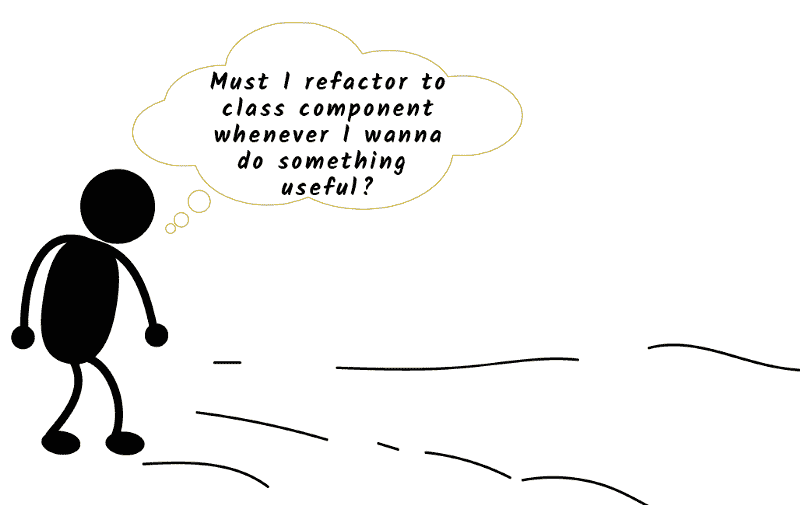 Must I refactor to
class component
whenever I wanna
do something
useful?